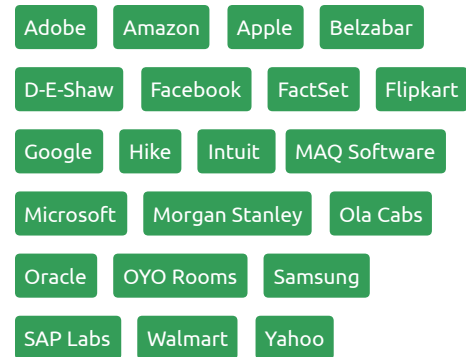 Adobe Amazon Apple Belzabar
D-E-Shaw Facebook FactSet Flipkart
Google Hike Intuit MAQ Software
Microsoft Morgan Stanley Ola Cabs
Oracle OYO Rooms Samsung
SAP Labs Walmart Yahoo